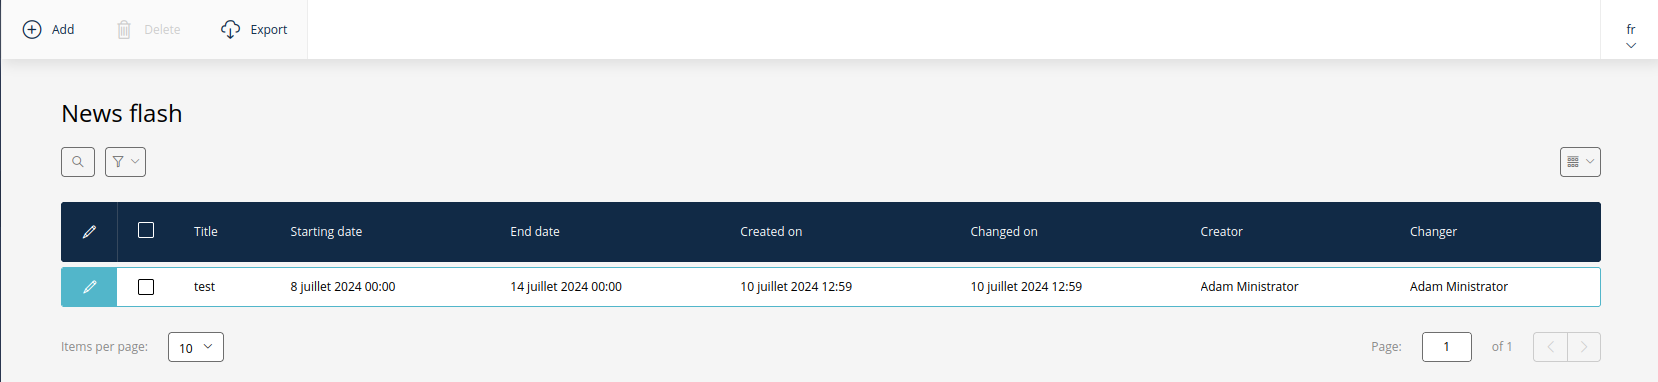 Add Delete Export fr
News flash
Title Starting date End date Created on Changed on Creator Changer
test 8 juillet 2024 00:00 14 juillet 2024 00:00 10 juillet 2024 12:59 10 juillet 2024 12:59 Adam Ministrator Adam Ministrator
Items per page: 10 Page: 1 of 1